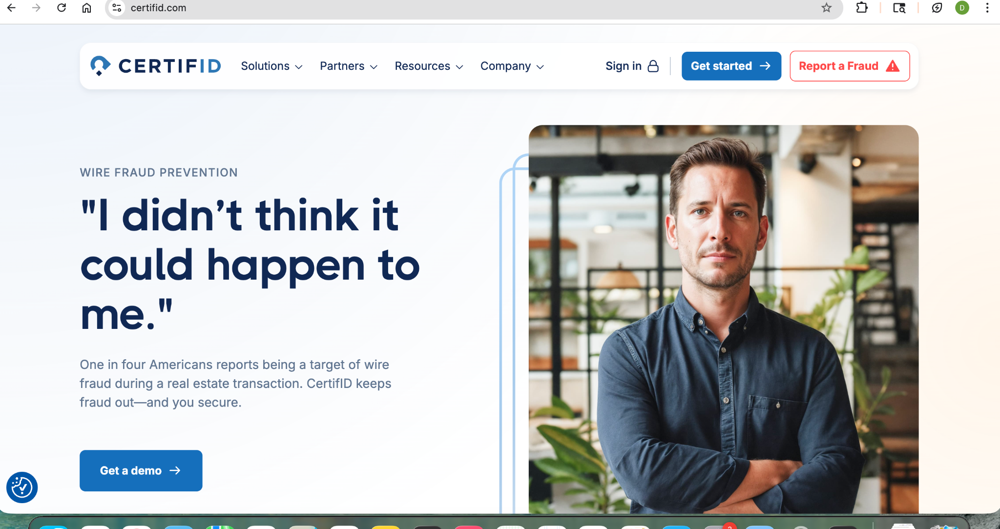 certifid.com
D
CERTIFID
Solutions
Partners
Resources
Company
Sign in
Get started
Report a Fraud
WIRE FRAUD PREVENTION
"I didn’t think it
could happen to
me."
One in four Americans reports being a target of wire
fraud during a real estate transaction. CertifID keeps
fraud out—and you secure.
Get a demo